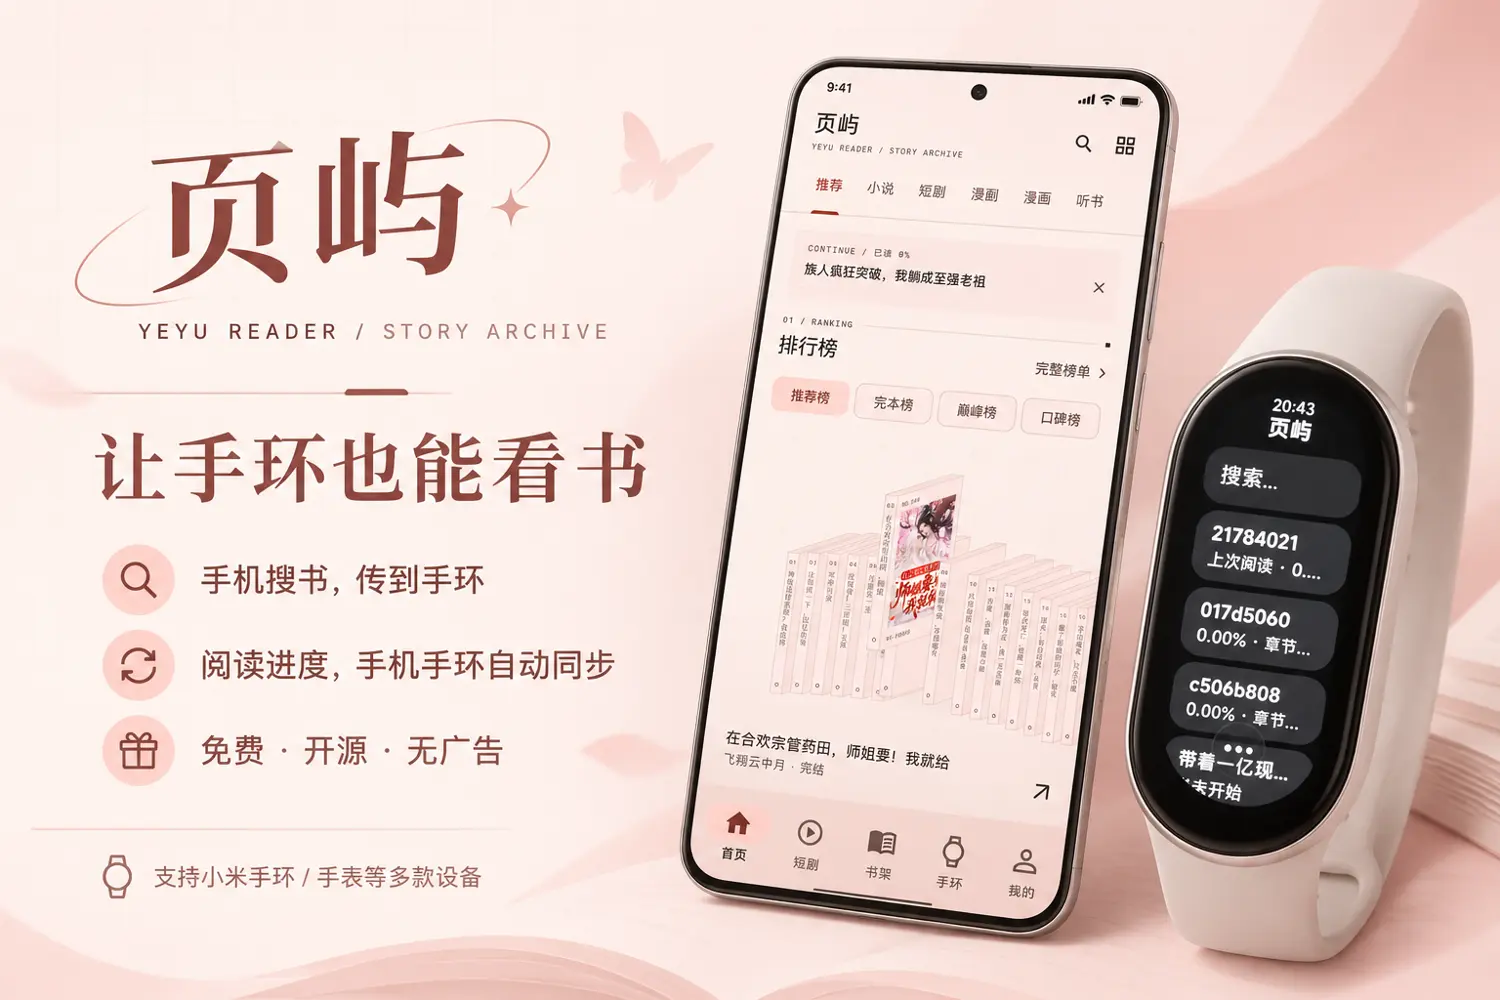 页屿
YEYU READER / STORY ARCHIVE
让手环也能看书
手机搜书，传到手环
阅读进度，手机手环自动同步
免费 · 开源 · 无广告
支持小米手环 / 手表等多款设备
9:41
页屿
YEYU READER / STORY ARCHIVE
推荐 小说 短剧 漫画 漫画 听书
CONTINUE / 已读 0%
族人疯狂突破，我躺成至强老祖
01 / RANKING
排行榜
完整榜单
推荐榜 完本榜 巅峰榜 口碑榜
在合欢宗管药田，师姐要！我就给
飞翔云中月 · 完结
首页 短剧 书架 手环 我的
20:43
页屿
搜索...
21784021
上次阅读 · 0....
017d5060
0.00% · 章节...
c506b808
0.00% · 章节...
带着一亿现...
未开始